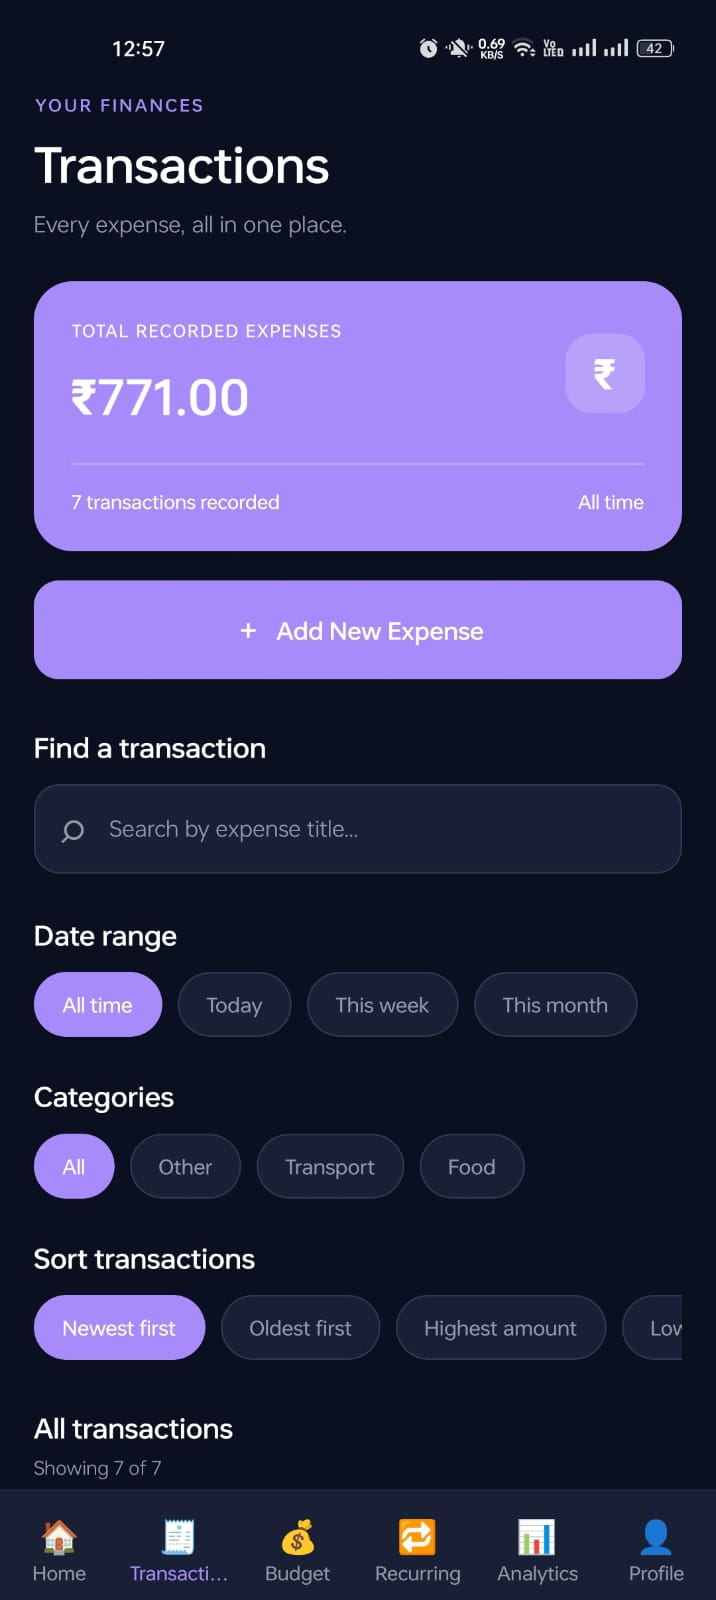 12:57
0.69 KB/S
Vo LTED
42
YOUR FINANCES
Transactions
Every expense, all in one place.
TOTAL RECORDED EXPENSES
₹771.00
₹
7 transactions recorded All time
+ Add New Expense
Find a transaction
Search by expense title...
Date range
All time Today This week This month
Categories
All Other Transport Food
Sort transactions
Newest first Oldest first Highest amount Low
All transactions
Showing 7 of 7
Home Transacti... Budget Recurring Analytics Profile